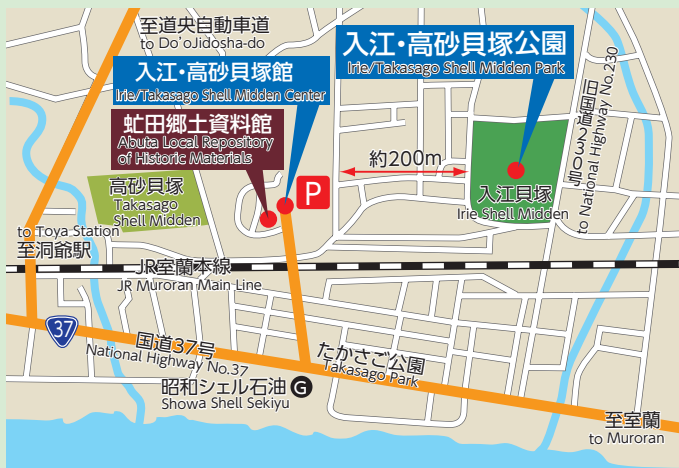 至道央自動車道
to Do'oJidosha-do
入江・高砂貝塚公園
Irie/Takasago Shell Midden Park
入江・高砂貝塚館
Irie/Takasago Shell Midden Center
虻田郷土資料館
Abuta Local Repository
of Historic Materials
旧国道230号
to National Highway No.230
約200m
P
高砂貝塚
Takasago
Shell Midden
入江貝塚
Irie Shell Midden
to Toya Station
至洞爺駅
JR室蘭本線
JR Muroran Main Line
37
国道37号
National Highway No.37
たかさご公園
Takasago Park
昭和シェル石油 G
Showa Shell Sekiyu
至室蘭
to Muroran